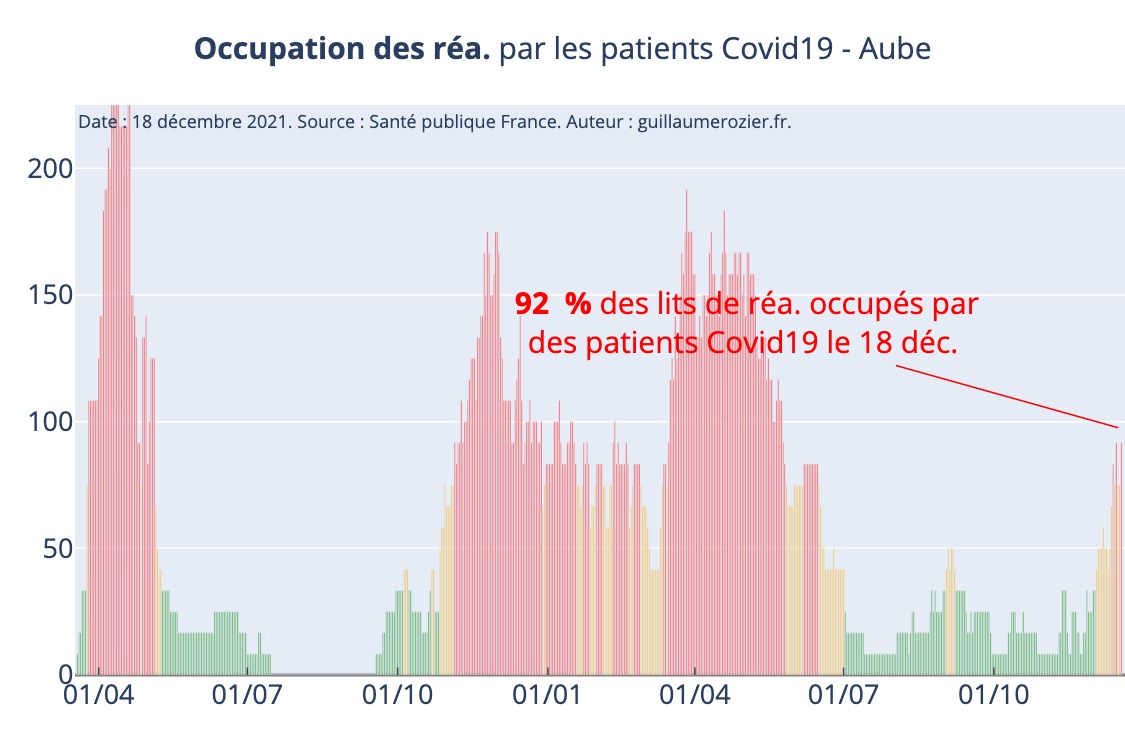 Occupation des réa. par les patients Covid19 - Aube
Date : 18 décembre 2021. Source : Santé publique France. Auteur : guillaumerozier.fr.
200
150
92 % des lits de réa. occupés par
des patients Covid19 le 18 déc.
100
50
0
01/04 01/07 01/10 01/01 01/04 01/07 01/10